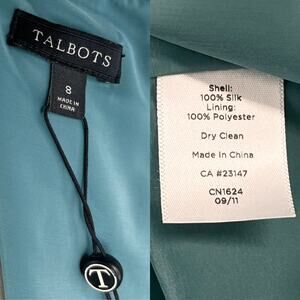 TALBOTS
8
MADE IN
CHINA
T
Shell:
100% Silk
Lining:
100% Polyester
Dry Clean
Made In China
CA #23147
CN1624
09/11